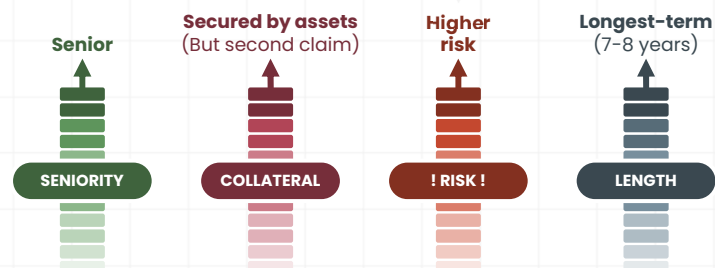 Senior
Secured by assets
(But second claim)
Higher
risk
Longest-term
(7-8 years)
SENIORITY
COLLATERAL
! RISK !
LENGTH